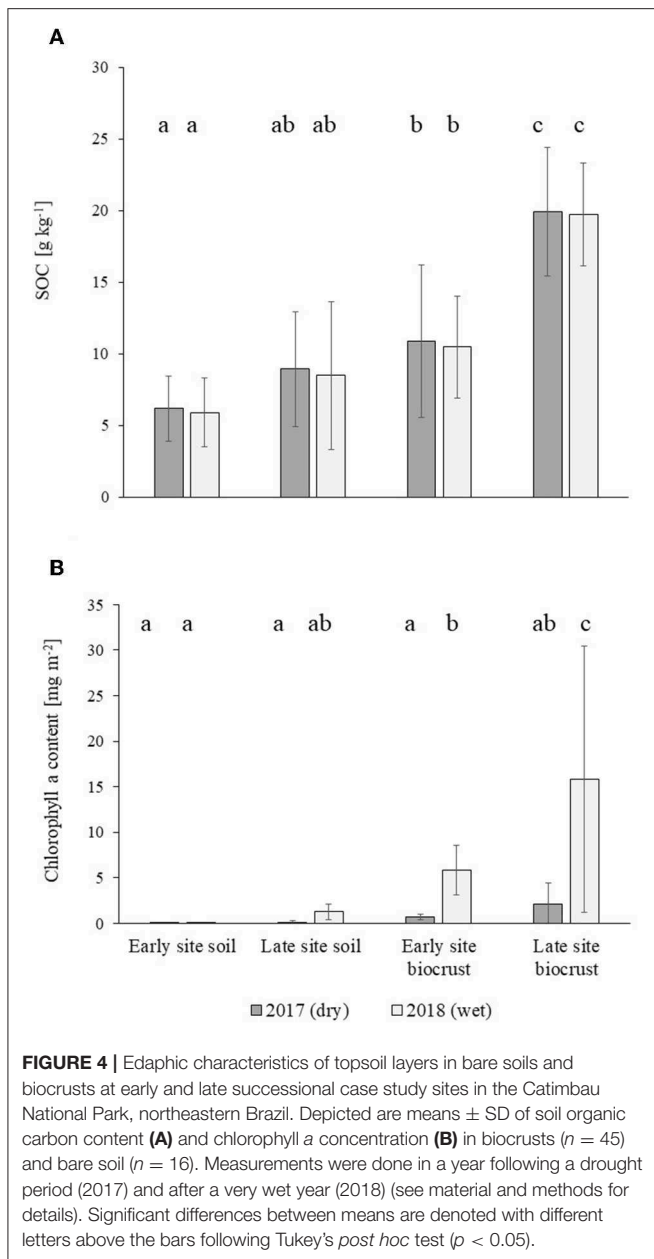 A
30
a a ab ab b b c c
25
20
15
10
5
0
SOC [g kg-1]
B
35
a a a ab a b ab c
30
25
20
15
10
5
0
Chlorophyll a content [mg m-2]
Early site soil Late site soil Early site biocrust Late site biocrust
2017 (dry) 2018 (wet)
FIGURE 4 | Edaphic characteristics of topsoil layers in bare soils and
biocrusts at early and late successional case study sites in the Catimbau
National Park, northeastern Brazil. Depicted are means ± SD of soil organic
carbon content (A) and chlorophyll a concentration (B) in biocrusts (n = 45)
and bare soil (n = 16). Measurements were done in a year following a drought
period (2017) and after a very wet year (2018) (see material and methods for
details). Significant differences between means are denoted with different
letters above the bars following Tukey's post hoc test (p < 0.05).